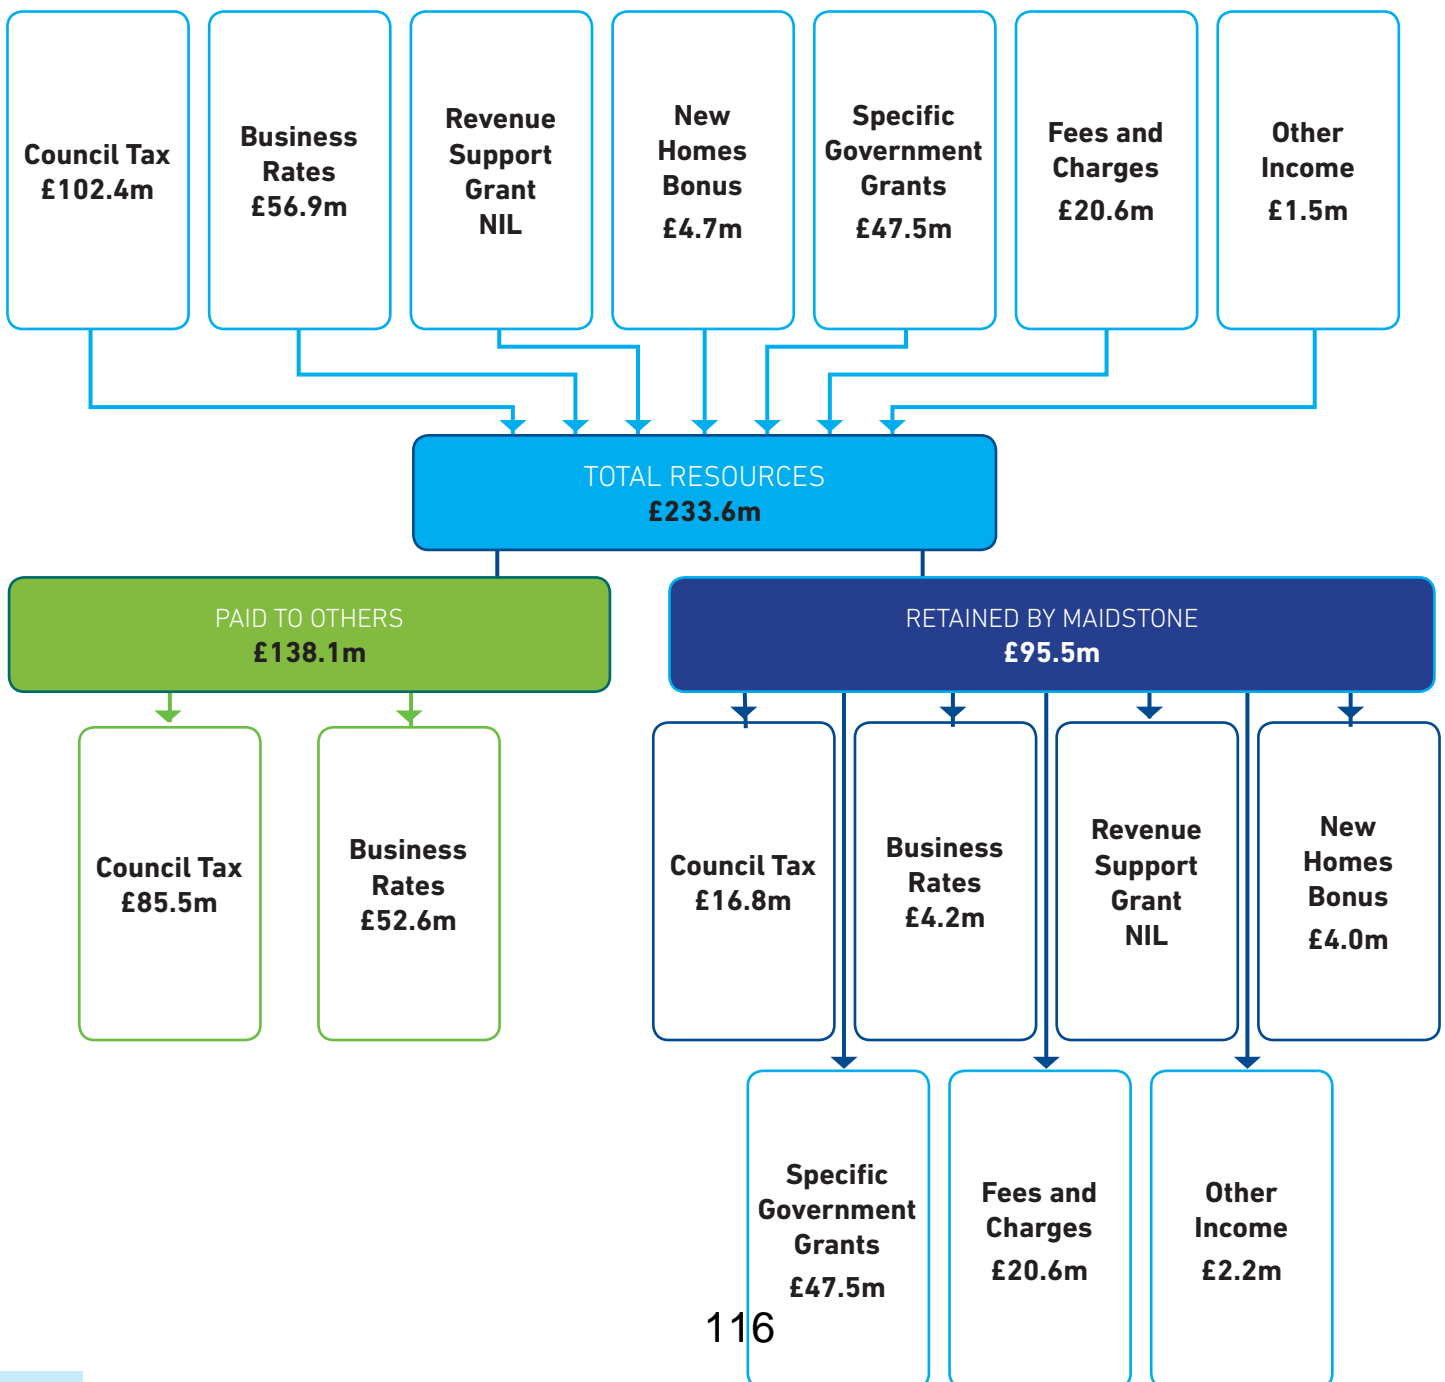 Council Tax
£102.4m
Business
Rates
£56.9m
Revenue
Support
Grant
NIL
New
Homes
Bonus
£4.7m
Specific
Government
Grants
£47.5m
Fees and
Charges
£20.6m
Other
Income
£1.5m
TOTAL RESOURCES
£233.6m
PAID TO OTHERS
£138.1m
RETAINED BY MAIDSTONE
£95.5m
Council Tax
£85.5m
Business
Rates
£52.6m
Council Tax
£16.8m
Business
Rates
£4.2m
Revenue
Support
Grant
NIL
New
Homes
Bonus
£4.0m
Specific
Government
Grants
£47.5m
Fees and
Charges
£20.6m
Other
Income
£2.2m
116